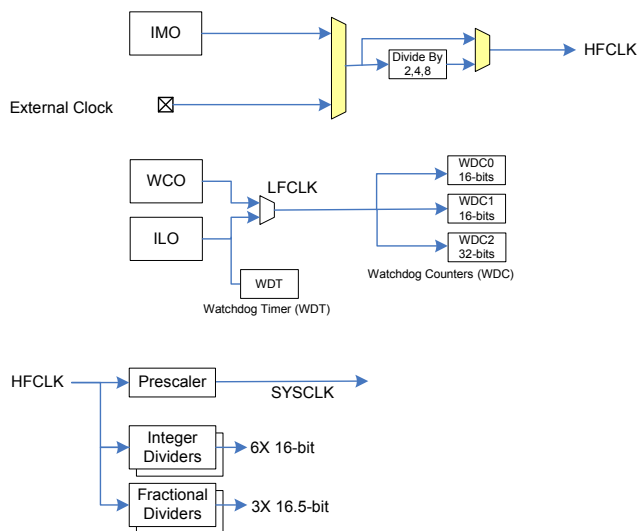 IMO
Divide By
2,4,8
HFCLK
External Clock
WCO
LFCLK
WDC0
16-bits
WDC1
16-bits
ILO
WDC2
32-bits
WDT
Watchdog Counters (WDC)
Watchdog Timer (WDT)
HFCLK
Prescaler
SYSCLK
Integer
Dividers
6X 16-bit
Fractional
Dividers
3X 16.5-bit